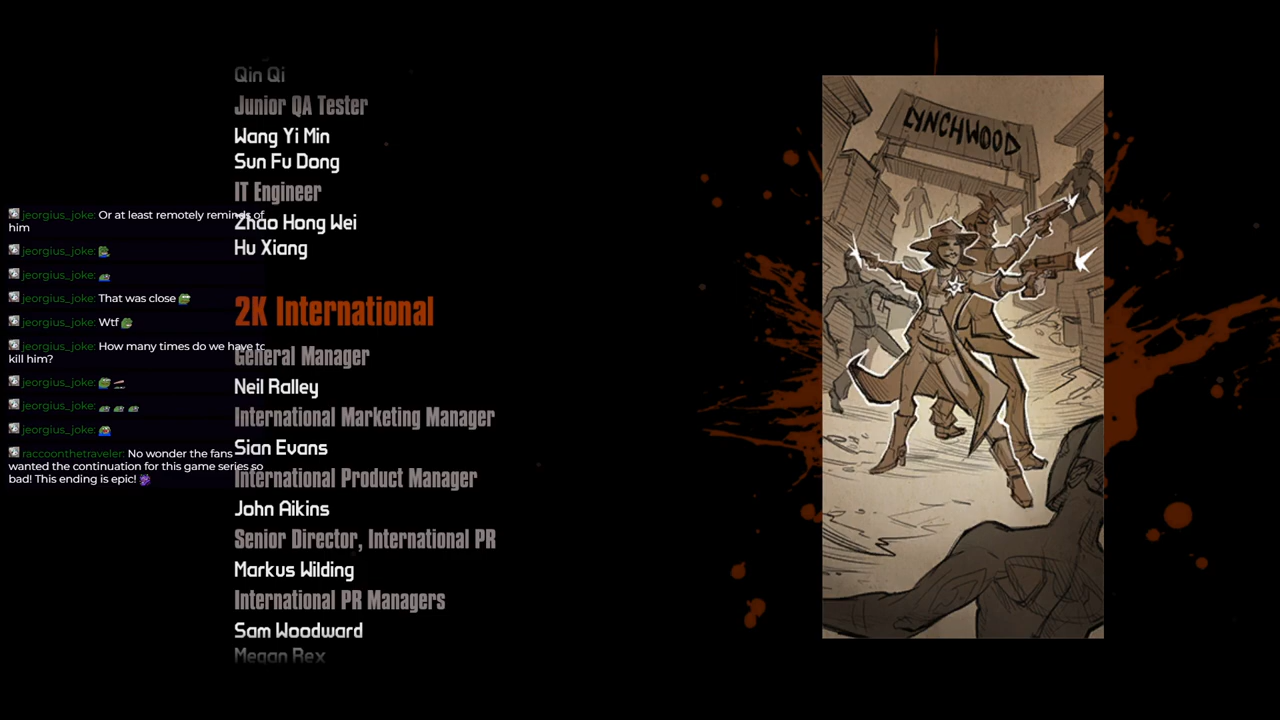 Qin Qi
Junior QA Tester
Wang Yi Min
Sun Fu Dong
IT Engineer
Zhao Hong Wei
Hu Xiang
2K International
General Manager
Neil Ralley
International Marketing Manager
Sian Evans
International Product Manager
John Aikins
Senior Director, International PR
Markus Wilding
International PR Managers
Sam Woodward
Megan Rex
jeorgius_joke: Or at least remotely reminds of
him
jeorgius_joke:
jeorgius_joke:
jeorgius_joke: That was close
jeorgius_joke: Wtf
jeorgius_joke: How many times do we have to
kill him?
jeorgius_joke:
jeorgius_joke:
jeorgius_joke:
raccoonthetraveler: No wonder the fans
wanted the continuation for this game series so
bad! This ending is epic!
LYNCHWOOD